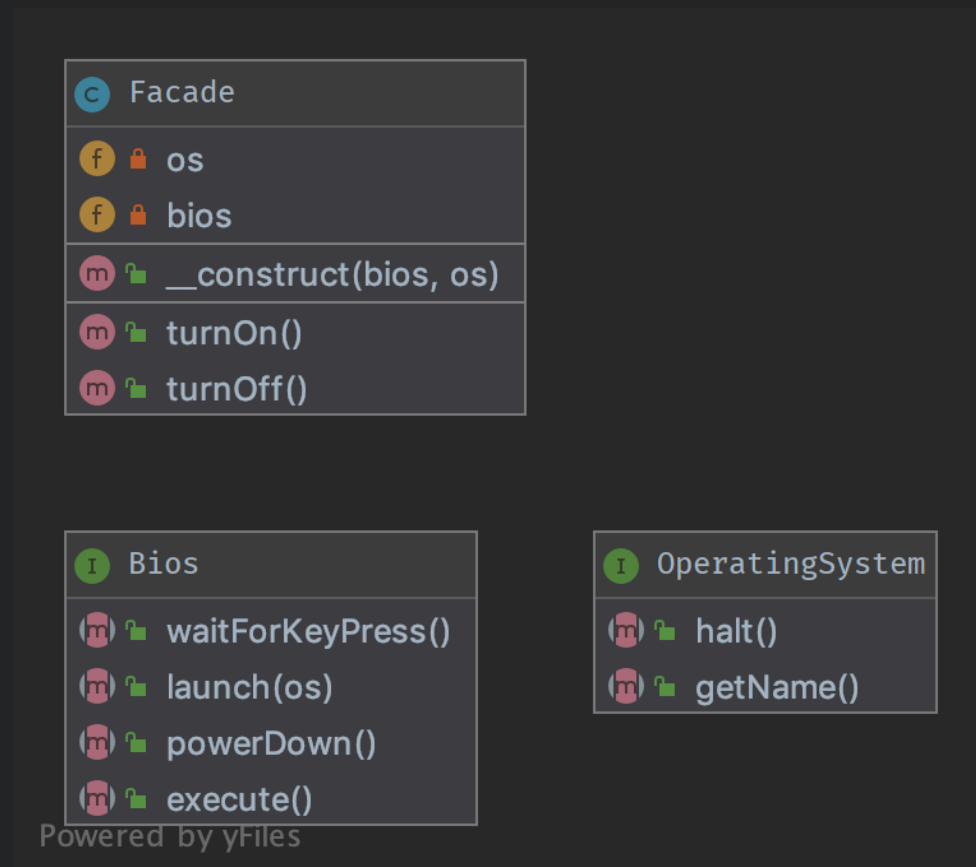 C Facade
f os
f bios
m __construct(bios, os)
m turnOn()
m turnOff()
I Bios
m waitForKeyPress()
m launch(os)
m powerDown()
m execute()
I OperatingSystem
m halt()
m getName()
Powered by yFiles